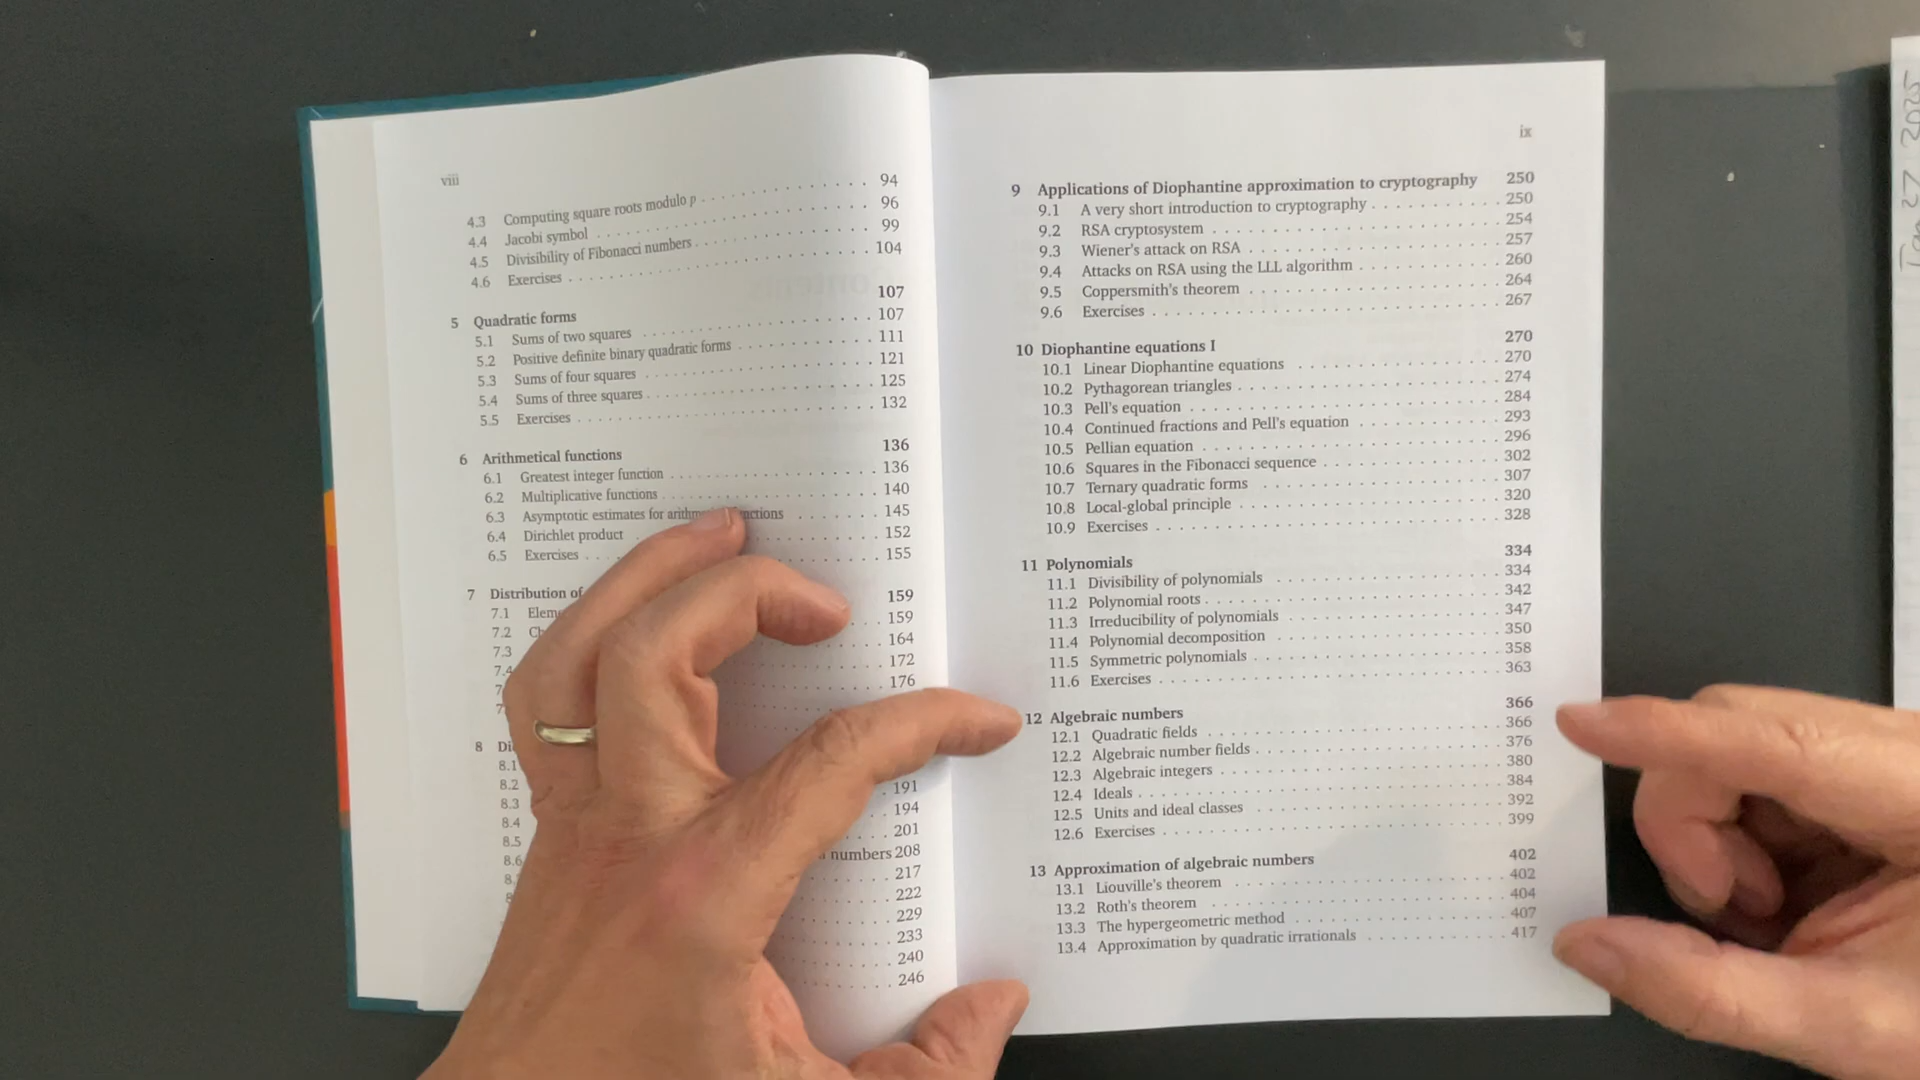 viii
4.3 Computing square roots modulo p . . . . . . . . . . . . . 94
4.4 Jacobi symbol . . . . . . . . . . . . . 96
4.5 Divisibility of Fibonacci numbers . . . . . . . . . . . . . 99
4.6 Exercises . . . . . . . . . . . . . 104
5 Quadratic forms 107
5.1 Sums of two squares . . . . . . . . . . . . . 107
5.2 Positive definite binary quadratic forms . . . . . . . . . . 111
5.3 Sums of four squares . . . . . . . . . . . . . 121
5.4 Sums of three squares . . . . . . . . . . . . . 125
5.5 Exercises . . . . . . . . . . . . . 132
6 Arithmetical functions 136
6.1 Greatest integer function . . . . . . . . . . . . . 136
6.2 Multiplicative functions . . . . . . . . . . . . . 140
6.3 Asymptotic estimates for . . . . . . 145
6.4 Dirichlet product . . . . . . . . . . 152
6.5 Exercises . . . . . . . . . . 155
7 Distribution of 159
7.1 159
7.2 164
7.3 172
176
8
8.1
8.2 191
8.3 194
8.4 201
8.5 numbers 208
8.6 217
222
229
233
240
246
ix
9 Applications of Diophantine approximation to cryptography 250
9.1 A very short introduction to cryptography . . . . . . . . . . 250
9.2 RSA cryptosystem . . . . . . . . . . . . . 254
9.3 Wiener's attack on RSA . . . . . . . . . . . . . 257
9.4 Attacks on RSA using the LLL algorithm . . . . . . . . . . 260
9.5 Coppersmith's theorem . . . . . . . . . . . . . 264
9.6 Exercises . . . . . . . . . . . . . 267
10 Diophantine equations I 270
10.1 Linear Diophantine equations . . . . . . . . . . . . . 270
10.2 Pythagorean triangles . . . . . . . . . . . . . 274
10.3 Pell's equation . . . . . . . . . . . . . 284
10.4 Continued fractions and Pell's equation . . . . . . . . . . 293
10.5 Pellian equation . . . . . . . . . . . . . 296
10.6 Squares in the Fibonacci sequence . . . . . . . . . . . . 302
10.7 Ternary quadratic forms . . . . . . . . . . . . . 307
10.8 Local-global principle . . . . . . . . . . . . . 320
10.9 Exercises . . . . . . . . . . . . . 328
11 Polynomials 334
11.1 Divisibility of polynomials . . . . . . . . . . . . . 334
11.2 Polynomial roots . . . . . . . . . . . . . 342
11.3 Irreducibility of polynomials . . . . . . . . . . . . . 347
11.4 Polynomial decomposition . . . . . . . . . . . . . 350
11.5 Symmetric polynomials . . . . . . . . . . . . . 358
11.6 Exercises . . . . . . . . . . . . . 363
12 Algebraic numbers 366
12.1 Quadratic fields . . . . . . . . . . . . . 366
12.2 Algebraic number fields . . . . . . . . . . . . . 376
12.3 Algebraic integers . . . . . . . . . . . . . 380
12.4 Ideals . . . . . . . . . . . . . 384
12.5 Units and ideal classes . . . . . . . . . . . . . 392
12.6 Exercises . . . . . . . . . . . . . 399
13 Approximation of algebraic numbers 402
13.1 Liouville's theorem . . . . . . . . . . . . . 402
13.2 Roth's theorem . . . . . . . . . . . . . 404
13.3 The hypergeometric method . . . . . . . . . . . . . 407
13.4 Approximation by quadratic irrationals . . . . . . . . . . 417
2025